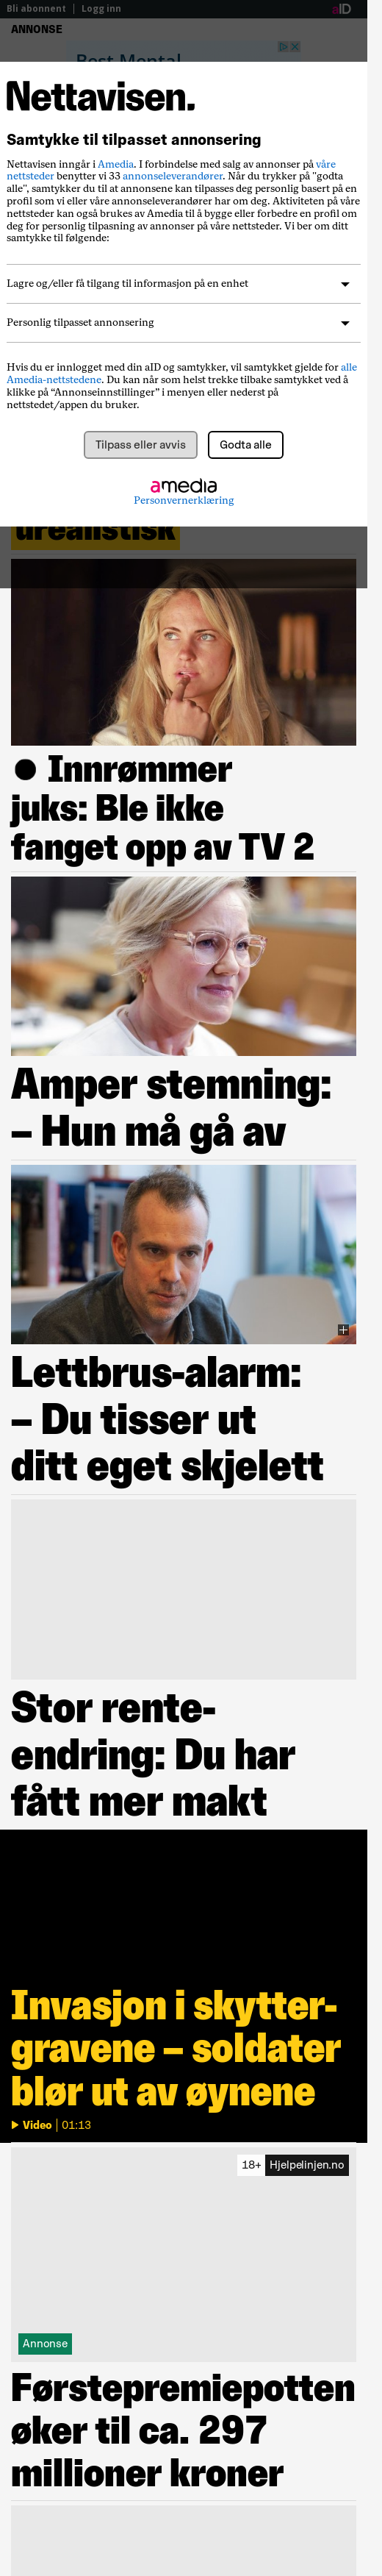 Bli abonnent | Logg inn
aID
ANNONSE
Best Mental
Nettavisen.
Samtykke til tilpasset annonsering
Nettavisen inngår i Amedia. I forbindelse med salg av annonser på våre
nettsteder benytter vi 33 annonseleverandører. Når du trykker på "godta
alle", samtykker du til at annonsene kan tilpasses deg personlig basert på en
profil som vi eller våre annonseleverandører har om deg. Aktiviteten på våre
nettsteder kan også brukes av Amedia til å bygge eller forbedre en profil om
deg for personlig tilpasning av annonser på våre nettsteder. Vi ber om ditt
samtykke til følgende:
Lagre og/eller få tilgang til informasjon på en enhet
Personlig tilpasset annonsering
Hvis du er innlogget med din aID og samtykker, vil samtykket gjelde for alle
Amedia-nettstedene. Du kan når som helst trekke tilbake samtykket ved å
klikke på “Annonseinnstillinger” i menyen eller nederst på
nettstedet/appen du bruker.
Tilpass eller avvis
Godta alle
amedia
Personvernerklæring
urealistisk
● Innrømmer
juks: Ble ikke
fanget opp av TV 2
Amper stemning:
– Hun må gå av
Lettbrus-alarm:
– Du tisser ut
ditt eget skjelett
Stor rente-
endring: Du har
fått mer makt
Invasjon i skytter-
gravene – soldater
blør ut av øynene
Video | 01:13
18+ Hjelpelinjen.no
Annonse
Førstepremiepotten
øker til ca. 297
millioner kroner